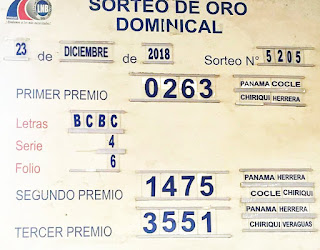 SORTEO DE ORO
LNB
DOMINICAL
23 de DICIEMBRE de 2018 Sorteo N° 5205
PRIMER PREMIO 0263 PANAMA COCLE
CHIRIQUI HERRERA
Letras BCBC
Serie 4
Folio 6
SEGUNDO PREMIO 1475 PANAMA HERRERA
COCLE CHIRIQUI
TERCER PREMIO 3551 PANAMA HERRERA
CHIRIQUI VERAGUAS